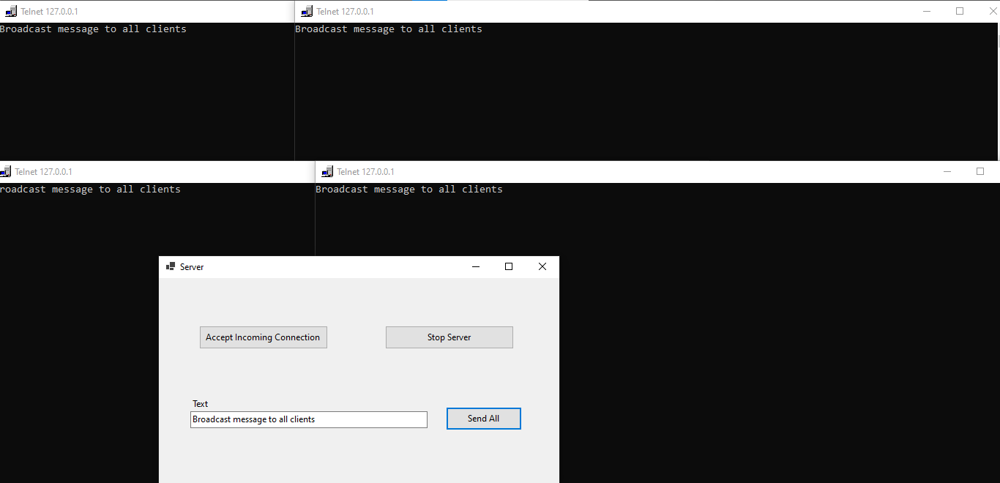 Telnet 127.0.0.1
Broadcast message to all clients
Telnet 127.0.0.1
Broadcast message to all clients
Telnet 127.0.0.1
roadcast message to all clients
Telnet 127.0.0.1
Broadcast message to all clients
Server
Accept Incoming Connection
Stop Server
Text
Broadcast message to all clients
Send All